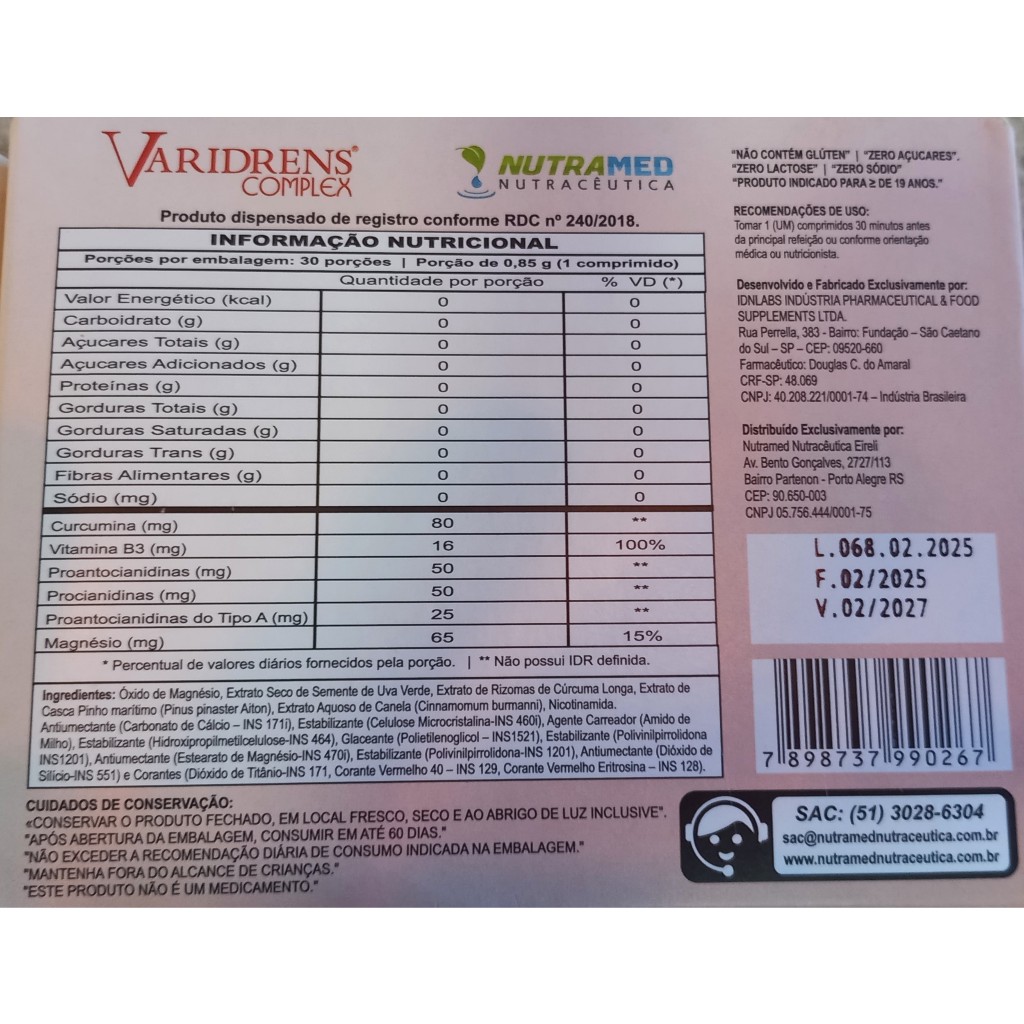 VARIDRENS®
COMPLEX
NUTRAMED
NUTRACÊUTICA
Produto dispensado de registro conforme RDC nº 240/2018.
INFORMAÇÃO NUTRICIONAL
Porções por embalagem: 30 porções | Porção de 0,85 g (1 comprimido)
Quantidade por porção % VD (*)
Valor Energético (kcal) 0 0
Carboidrato (g) 0 0
Açucares Totais (g) 0 0
Açucares Adicionados (g) 0 0
Proteínas (g) 0 0
Gorduras Totais (g) 0 0
Gorduras Saturadas (g) 0 0
Gorduras Trans (g) 0 0
Fibras Alimentares (g) 0 0
Sódio (mg) 0 0
Curcumina (mg) 80 **
Vitamina B3 (mg) 16 100%
Proantocianidinas (mg) 50 **
Procianidinas (mg) 50 **
Proantocianidinas do Tipo A (mg) 25 **
Magnésio (mg) 65 15%
* Percentual de valores diários fornecidos pela porção. | ** Não possui IDR definida.
Ingredientes: Óxido de Magnésio, Extrato Seco de Semente de Uva Verde, Extrato de Rizomas de Cúrcuma Longa, Extrato de
Casca Pinho marítimo (Pinus pinaster Aiton), Extrato Aquoso de Canela (Cinnamomum burmanni), Nicotinamida.
Antiumectante (Carbonato de Cálcio – INS 171i), Estabilizante (Celulose Microcristalina-INS 460i), Agente Carreador (Amido de
Milho), Estabilizante (Hidroxipropilmetilcelulose-INS 464), Glaceante (Polietilenoglicol – INS1521), Estabilizante (Polivinilpirrolidona
INS1201), Antiumectante (Estearato de Magnésio-INS 470i), Estabilizante (Polivinilpirrolidona-INS 1201), Antiumectante (Dióxido de
Silício-INS 551) e Corantes (Dióxido de Titânio-INS 171, Corante Vermelho 40 – INS 129, Corante Vermelho Eritrosina – INS 128).
CUIDADOS DE CONSERVAÇÃO:
«CONSERVAR O PRODUTO FECHADO, EM LOCAL FRESCO, SECO E AO ABRIGO DE LUZ INCLUSIVE".
"APÓS ABERTURA DA EMBALAGEM, CONSUMIR EM ATÉ 60 DIAS."
"NÃO EXCEDER A RECOMENDAÇÃO DIÁRIA DE CONSUMO INDICADA NA EMBALAGEM."
"MANTENHA FORA DO ALCANCE DE CRIANÇAS."
"ESTE PRODUTO NÃO É UM MEDICAMENTO."
"NÃO CONTÉM GLÚTEN" | "ZERO AÇUCARES".
"ZERO LACTOSE" | "ZERO SÓDIO"
"PRODUTO INDICADO PARA ≥ DE 19 ANOS."
RECOMENDAÇÕES DE USO:
Tomar 1 (UM) comprimidos 30 minutos antes
da principal refeição ou conforme orientação
médica ou nutricionista.
Desenvolvido e Fabricado Exclusivamente por:
IDNLABS INDÚSTRIA PHARMACEUTICAL & FOOD
SUPPLEMENTS LTDA.
Rua Perrella, 383 - Bairro: Fundação – São Caetano
do Sul – SP – CEP: 09520-660
Farmacêutico: Douglas C. do Amaral
CRF-SP: 48.069
CNPJ: 40.208.221/0001-74 – Indústria Brasileira
Distribuído Exclusivamente por:
Nutramed Nutracêutica Eireli
Av. Bento Gonçalves, 2727/113
Bairro Partenon - Porto Alegre RS
CEP: 90.650-003
CNPJ 05.756.444/0001-75
L.068.02.2025
F.02/2025
V.02/2027
7 898737 990267
SAC: (51) 3028-6304
sac@nutramednutraceutica.com.br
www.nutramednutraceutica.com.br